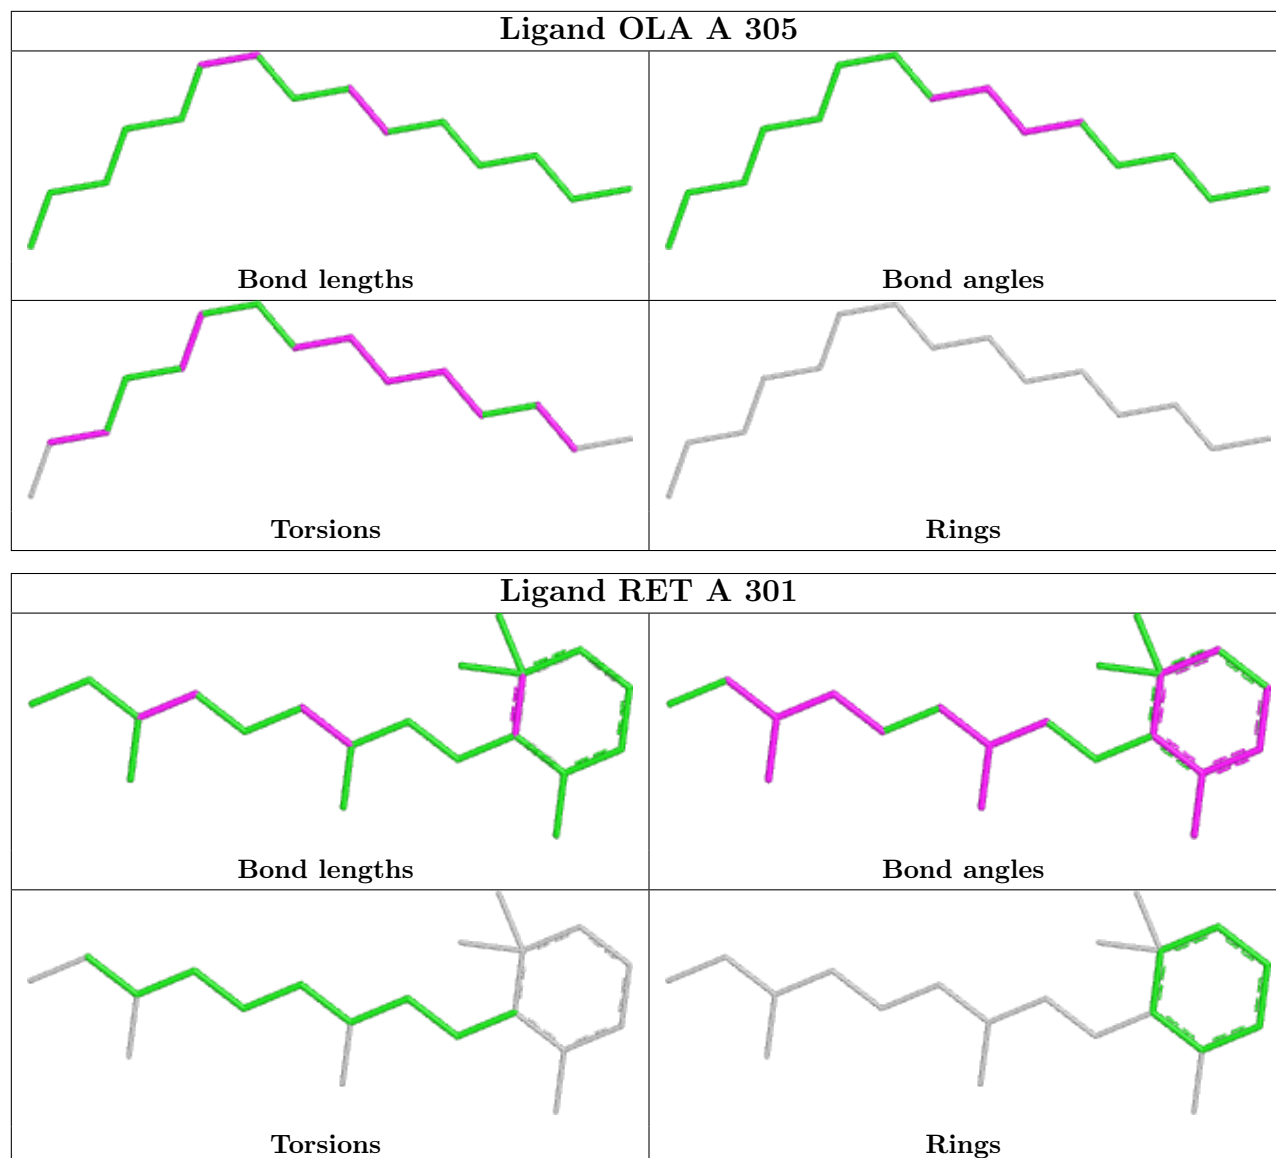 Ligand OLA A 305
Bond lengths
Bond angles
Torsions
Rings
Ligand RET A 301
Bond lengths
Bond angles
Torsions
Rings